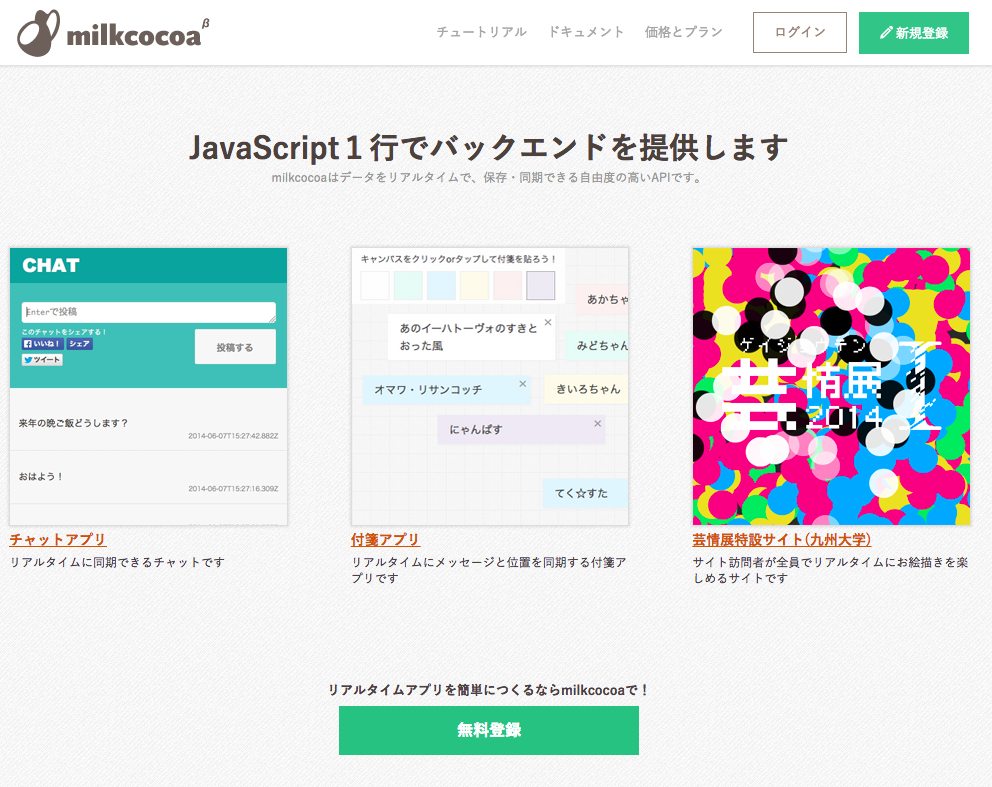 milkcocoa β
チュートリアル
ドキュメント
価格とプラン
ログイン
新規登録
JavaScript 1 行でバックエンドを提供します
milkcocoaはデータをリアルタイムで、保存・同期できる自由度の高いAPIです。
CHAT
Enterで投稿
このチャットをシェアする！
いいね！
シェア
ツイート
投稿する
来年の晩ご飯どうします？
2014-06-07T15:27:42.882Z
おはよう！
2014-06-07T15:27:16.309Z
チャットアプリ
リアルタイムに同期できるチャットです
キャンバスをクリックorタップして付箋を貼ろう！
あかちゃ
あのイーハトーヴォのすきと
おった風
×
みどちゃん
オマワ・リサンコッチ
×
きいろちゃん
にゃんぱす
×
てく☆すた
付箋アプリ
リアルタイムにメッセージと位置を同期する付箋ア
プリです
ゲイジョウテン
芸情展
2014
芸情展特設サイト(九州大学)
サイト訪問者が全員でリアルタイムにお絵描きを楽
しめるサイトです
リアルタイムアプリを簡単につくるならmilkcocoaで！
無料登録